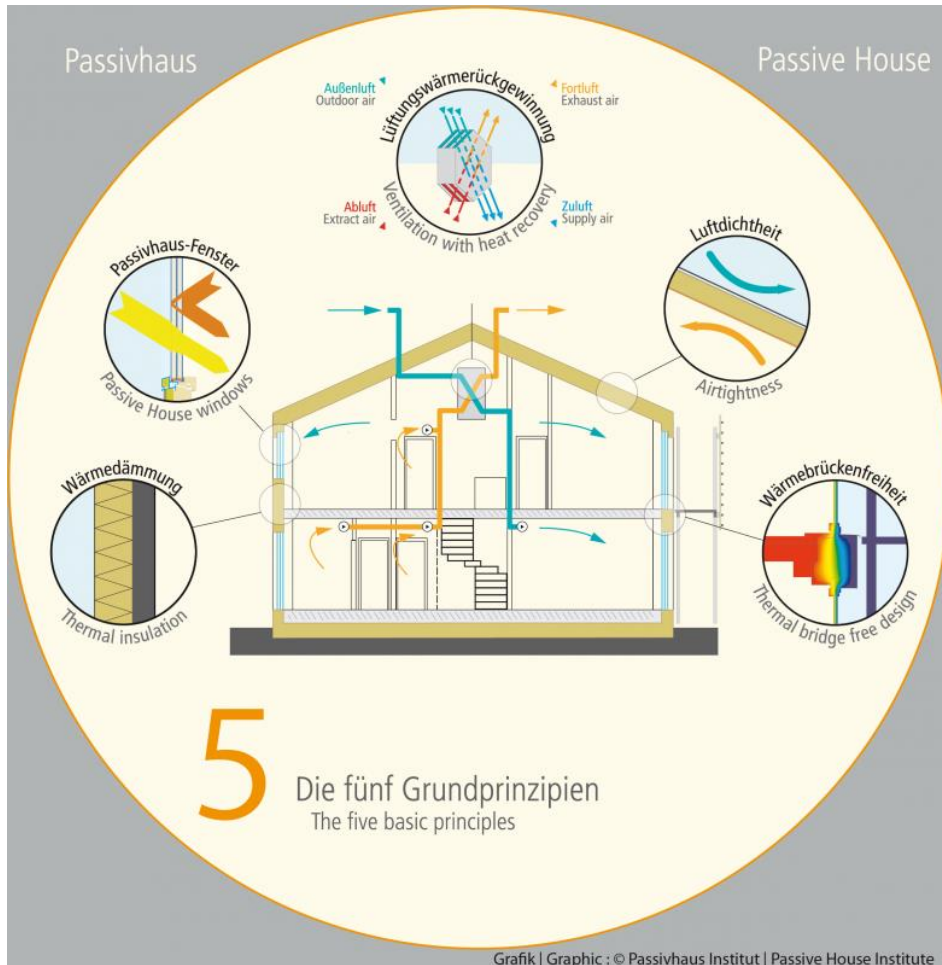 Passivhaus
Passive House
Außenluft
Outdoor air
Fortluft
Exhaust air
Lüftungswärmerückgewinnung
Abluft
Extract air
Zuluft
Supply air
Ventilation with heat recovery
Passivhaus-Fenster
Passive House windows
Luftdichtheit
Airtightness
Wärmedämmung
Thermal insulation
Wärmebrückenfreiheit
Thermal bridge free design
5
Die fünf Grundprinzipien
The five basic principles
Grafik | Graphic : © Passivhaus Institut | Passive House Institute